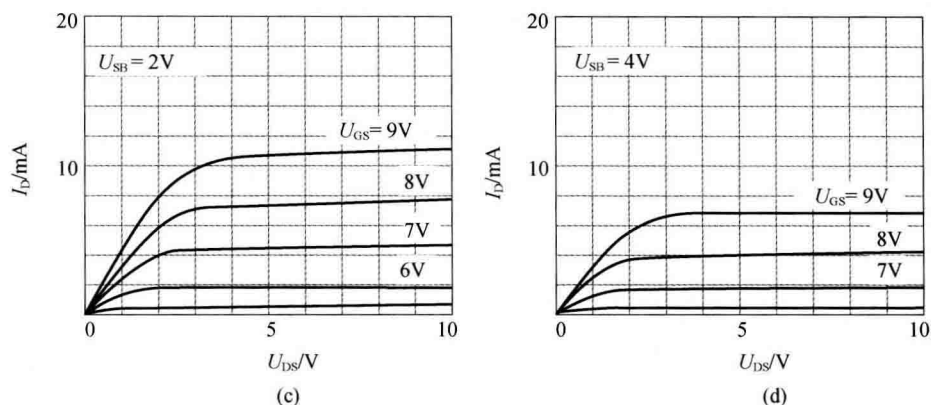 20
10
I_D/mA
U_SB = 2V
U_GS = 9V
8V
7V
6V
0
5
10
U_DS/V
(c)
20
10
I_D/mA
U_SB = 4V
U_GS = 9V
8V
7V
0
5
10
U_DS/V
(d)